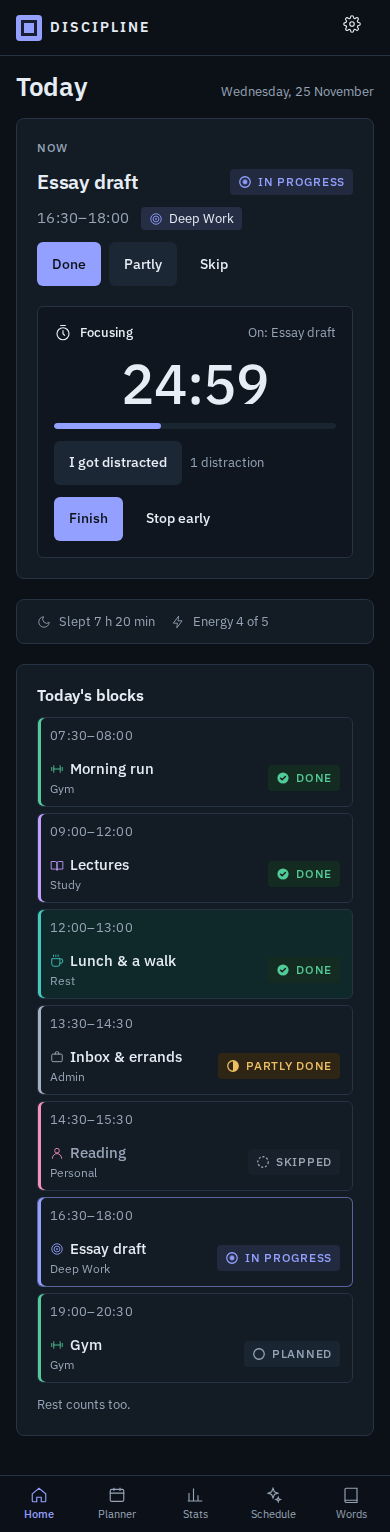 DISCIPLINE
Today
Wednesday, 25 November
NOW
Essay draft
IN PROGRESS
16:30–18:00
Deep Work
Done
Partly
Skip
Focusing
On: Essay draft
24:59
I got distracted
1 distraction
Finish
Stop early
Slept 7 h 20 min
Energy 4 of 5
Today's blocks
07:30–08:00
Morning run
Gym
DONE
09:00–12:00
Lectures
Study
DONE
12:00–13:00
Lunch & a walk
Rest
DONE
13:30–14:30
Inbox & errands
Admin
PARTLY DONE
14:30–15:30
Reading
Personal
SKIPPED
16:30–18:00
Essay draft
Deep Work
IN PROGRESS
19:00–20:30
Gym
Gym
PLANNED
Rest counts too.
Home
Planner
Stats
Schedule
Words